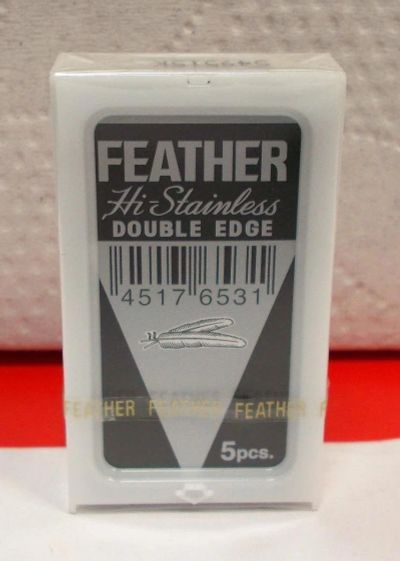 FEATHER
Hi-Stainless
DOUBLE EDGE
4517 6531
FEATHER FEATHER FEATHER F
5pcs.